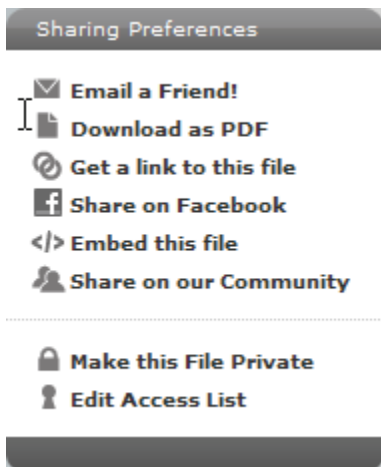 Sharing Preferences
Email a Friend!
Download as PDF
Get a link to this file
Share on Facebook
Embed this file
Share on our Community
Make this File Private
Edit Access List